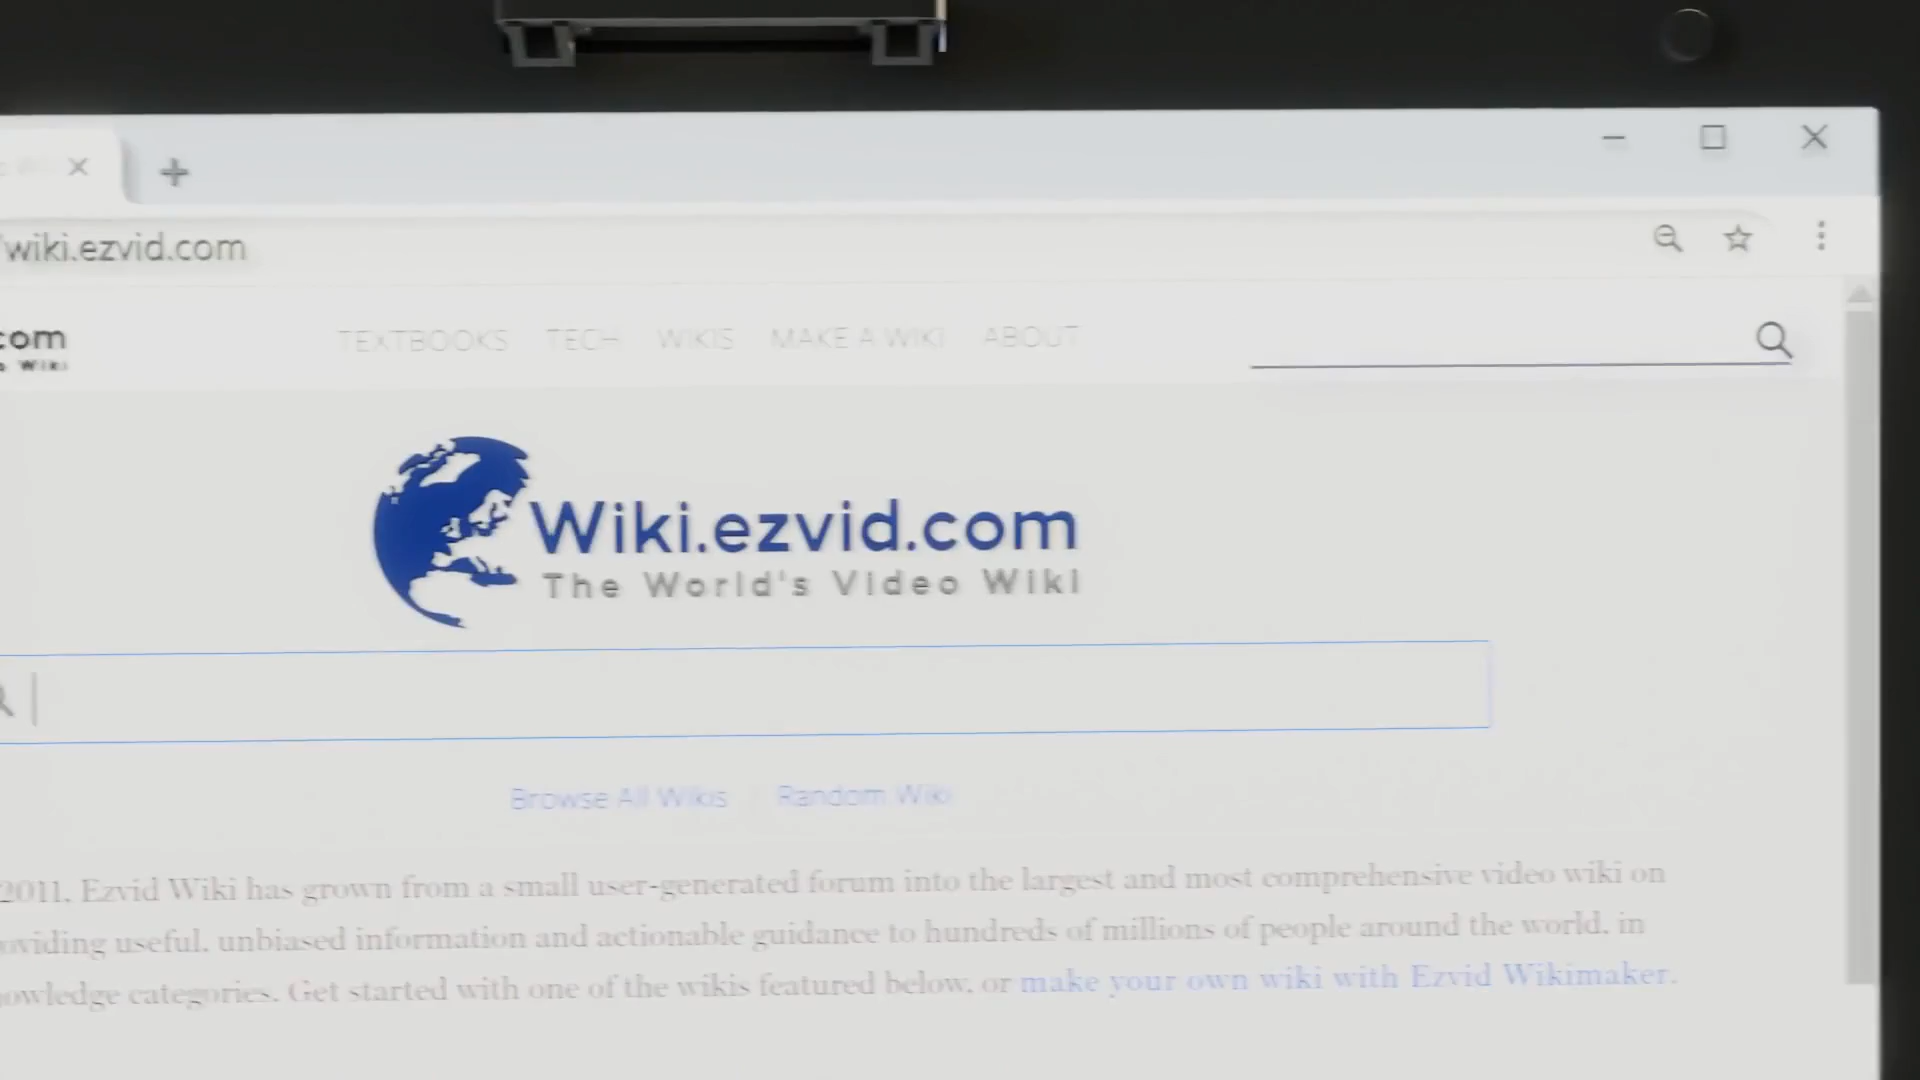 wiki.ezvid.com
com
Wiki
TEXTBOOKS TECH WIKIS MAKE A WIKI ABOUT
Wiki.ezvid.com
The World's Video Wiki
Browse All Wikis Random Wiki
2011, Ezvid Wiki has grown from a small user-generated forum into the largest and most comprehensive video wiki on
useful, unbiased information and actionable guidance to hundreds of millions of people around the world, in
categories. Get started with one of the wikis featured below, or make your own wiki with Ezvid Wikimaker.